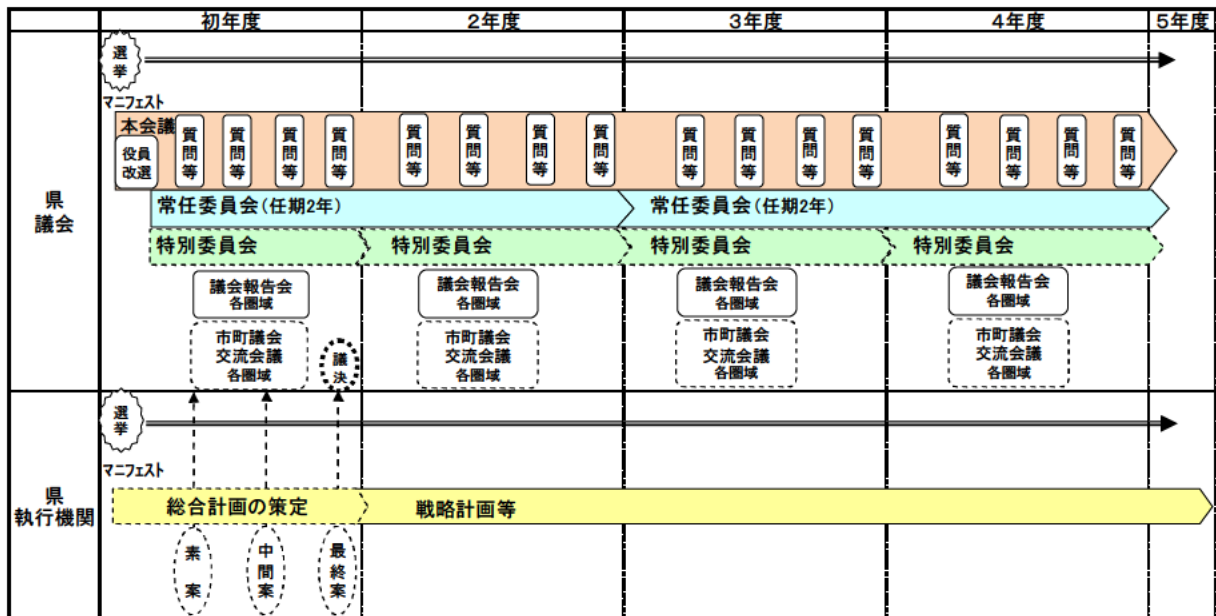 初年度 2年度 3年度 4年度 5年度
県
議会
選
挙
マニフェスト
本会議
役員
改選
質問等 質問等 質問等 質問等 質問等 質問等 質問等 質問等 質問等 質問等 質問等 質問等 質問等 質問等 質問等 質問等
常任委員会(任期2年) 常任委員会(任期2年)
特別委員会 特別委員会 特別委員会 特別委員会
議会報告会 議会報告会 議会報告会 議会報告会
各圏域 各圏域 各圏域 各圏域
市町議会 市町議会 市町議会 市町議会
交流会議 交流会議 交流会議 交流会議
各圏域 各圏域 各圏域 各圏域
議決
県
執行機関
選
挙
マニフェスト
総合計画の策定 戦略計画等
素案 中間案 最終案